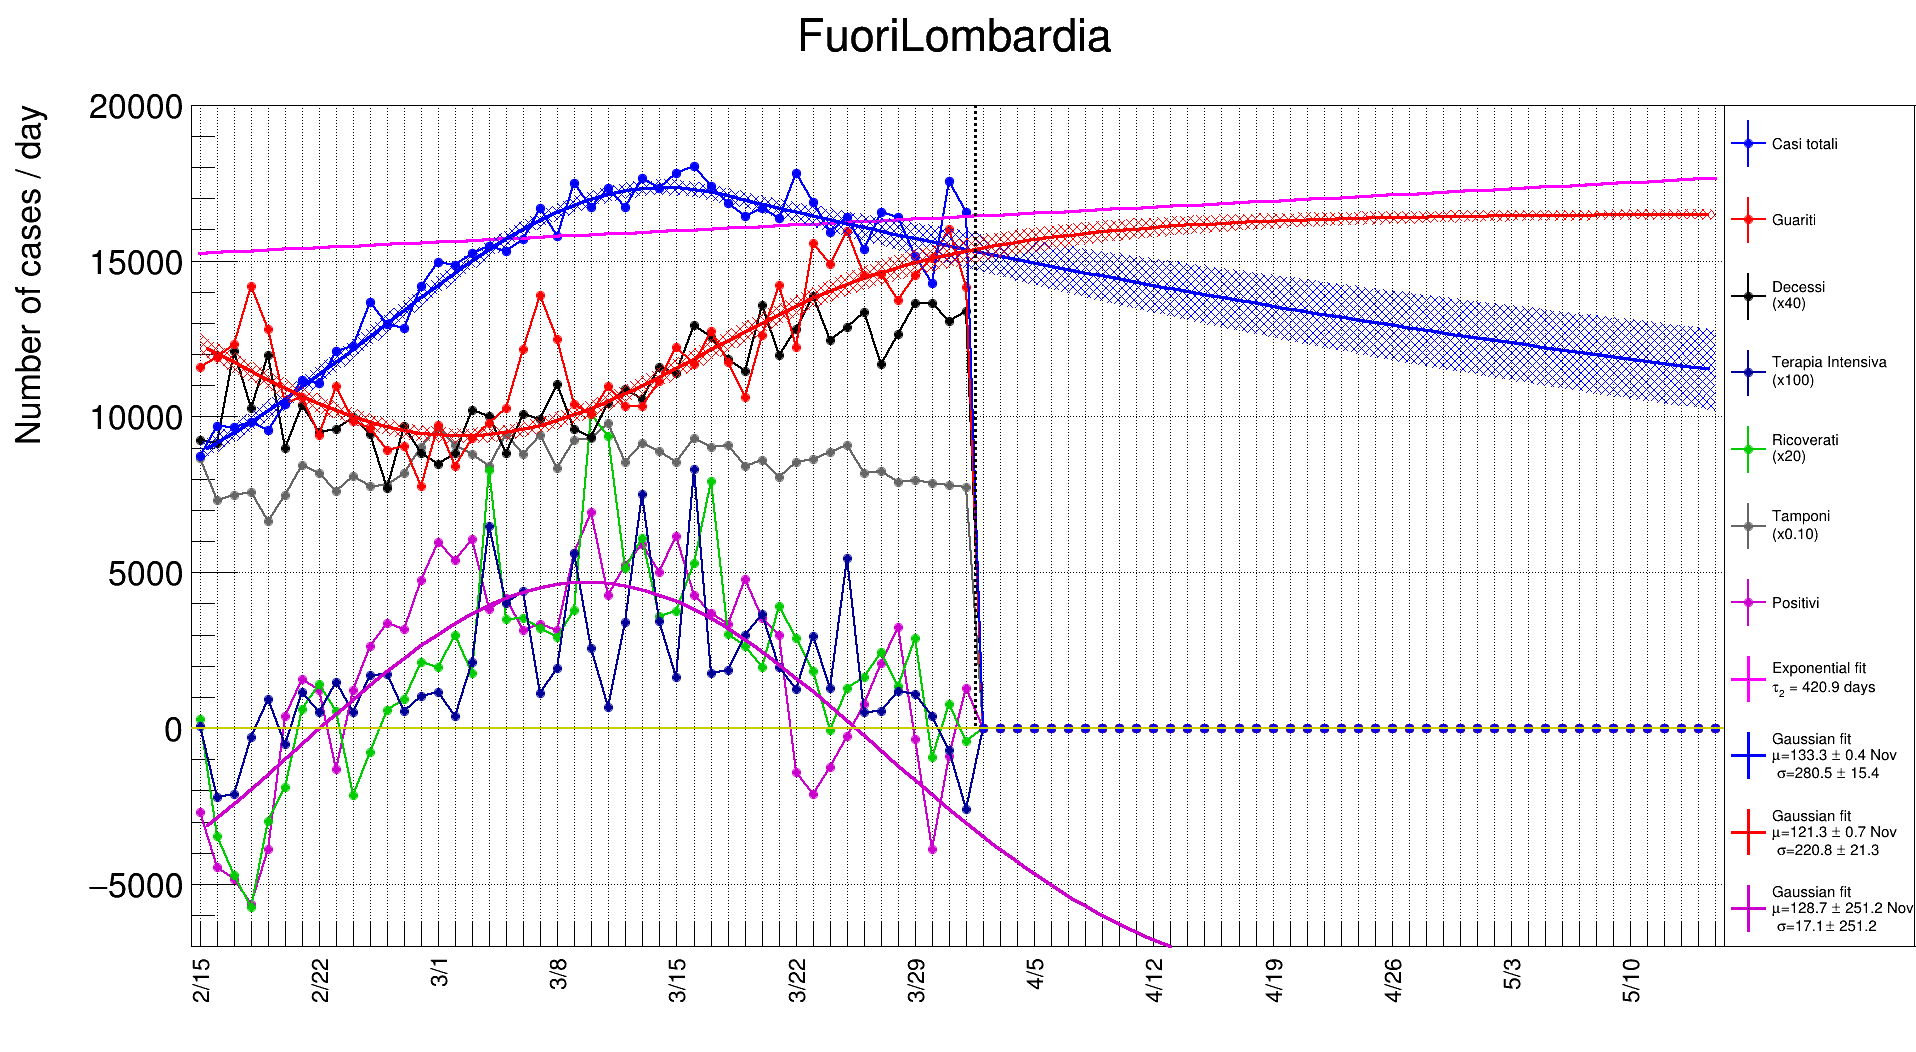 FuoriLombardia
Number of cases / day
20000
15000
10000
5000
0
−5000
2/15
2/22
3/1
3/8
3/15
3/22
3/29
4/5
4/12
4/19
4/26
5/3
5/10
Casi totali
Guariti
Decessi
(x40)
Terapia Intensiva
(x100)
Ricoverati
(x20)
Tamponi
(x0.10)
Positivi
Exponential fit
τ2 = 420.9 days
Gaussian fit
μ=133.3 ± 0.4 Nov
σ=280.5 ± 15.4
Gaussian fit
μ=121.3 ± 0.7 Nov
σ=220.8 ± 21.3
Gaussian fit
μ=128.7 ± 251.2 Nov
σ=17.1 ± 251.2